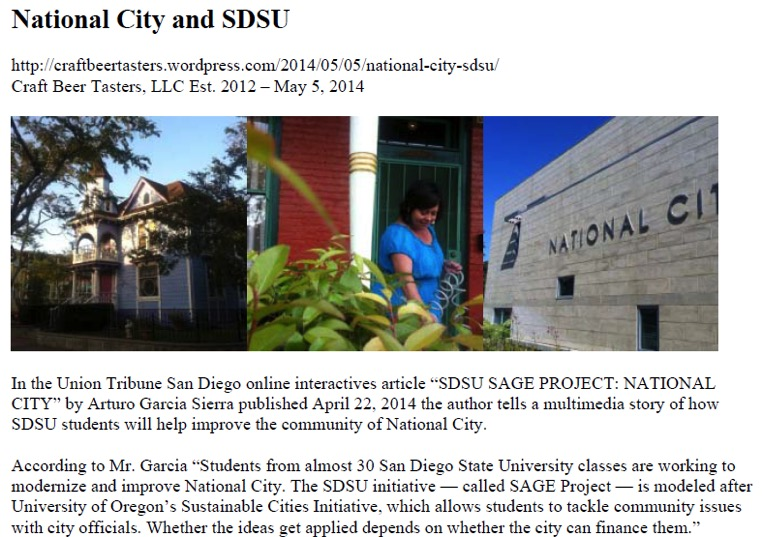 National City and SDSU
http://craftbeertasters.wordpress.com/2014/05/05/national-city-sdsu/
Craft Beer Tasters, LLC Est. 2012 – May 5, 2014
NATIONAL CIT
In the Union Tribune San Diego online interactives article “SDSU SAGE PROJECT: NATIONAL
CITY” by Arturo Garcia Sierra published April 22, 2014 the author tells a multimedia story of how
SDSU students will help improve the community of National City.
According to Mr. Garcia “Students from almost 30 San Diego State University classes are working to
modernize and improve National City. The SDSU initiative — called SAGE Project — is modeled after
University of Oregon’s Sustainable Cities Initiative, which allows students to tackle community issues
with city officials. Whether the ideas get applied depends on whether the city can finance them.”